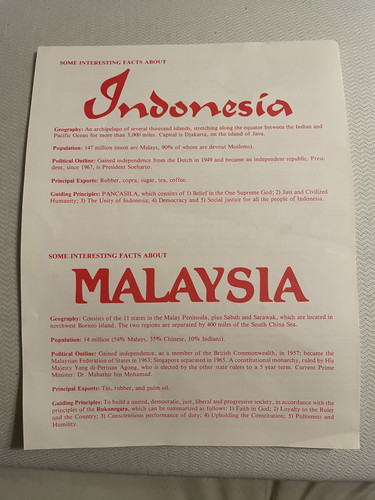 SOME INTERESTING FACTS ABOUT
Indonesia
Geography: An archipelago of several thousand islands, stretching along the equator between the Indian and
Pacific Ocean for more than 3,000 miles. Capital is Djakarta, on the island of Java.
Population: 147 million (most are Malays, 90% of whom are devout Moslems).
Political Outline: Gained independence from the Dutch in 1949 and became an independent republic. Presi-
dent, since 1967, is President Soeharto.
Principal Exports: Rubber, copra, sugar, tea, coffee.
Guiding Principles: PANCASILA, which consists of 1) Belief in the One Supreme God; 2) Just and Civilized
Humanity; 3) The Unity of Indonesia; 4) Democracy and 5) Social justice for all the people of Indonesia.
SOME INTERESTING FACTS ABOUT
MALAYSIA
Geography: Consists of the 11 states in the Malay Peninsula, plus Sabah and Sarawak, which are located in
northwest Borneo island. The two regions are separated by 400 miles of the South China Sea.
Population: 14 million (54% Malays, 35% Chinese, 10% Indians).
Political Outline: Gained independence, as a member of the British Commonwealth, in 1957; became the
Malaysian Federation of States in 1963; Singapore separated in 1965. A constitutional monarchy, ruled by His
Majesty Yang di-Pertuan Agong, who is elected by the other state rulers to a 5 year term. Current Prime
Minister: Dr. Mahathir bin Mohamad.
Principal Exports: Tin, rubber, and palm oil.
Guiding Principles: To build a united, democratic, just, liberal and progressive society, in accordance with the
principles of the Rukunegara, which can be summarized as follows: 1) Faith in God; 2) Loyalty to the Ruler
and the Country; 3) Conscientious performance of duty; 4) Upholding the Constitution; 5) Politeness and
Humility.